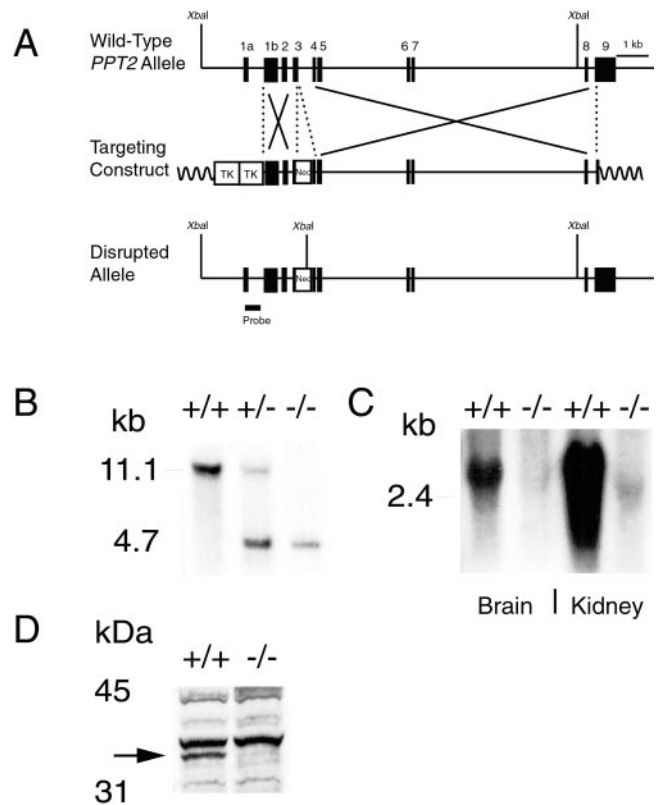 A
XbaI XbaI
Wild-Type
PPT2 Allele
1a 1b 2 3 4 5 6 7 8 9 1 kb
Targeting
Construct
TK TK Neo
XbaI XbaI XbaI
Disrupted
Allele
Neo
Probe
B
+/+ +/- -/-
kb
11.1
4.7
C
+/+ -/- +/+ -/-
kb
2.4
Brain | Kidney
D
kDa
+/+ -/-
45
31